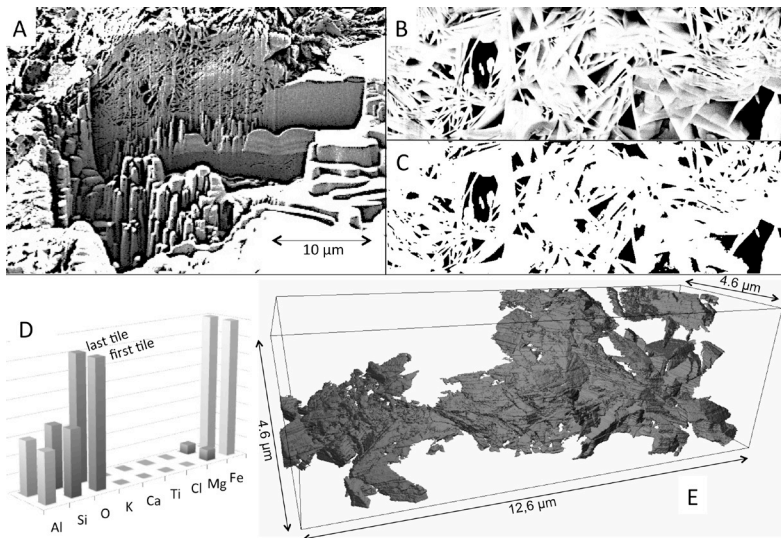 A
10 µm
B
C
D
last tile
first tile
Al Si O K Ca Ti Cl Mg Fe
4.6 µm
4.6 µm
12,6 µm
E